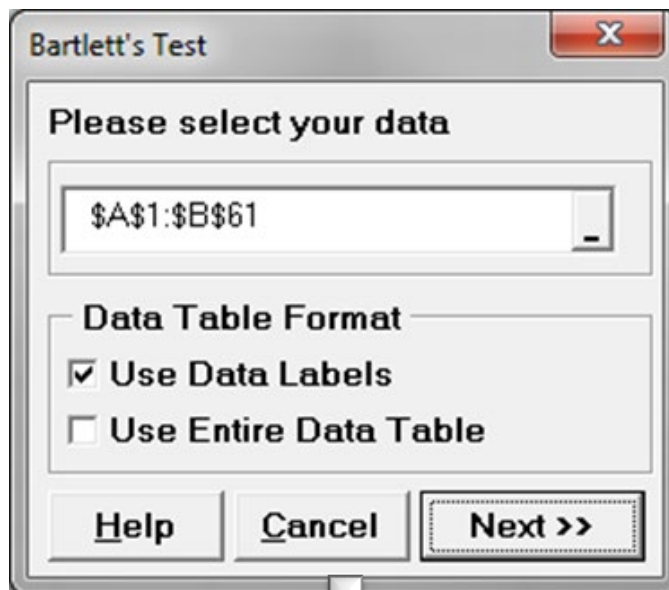 Bartlett's Test
Please select your data
$A$1:$B$61
Data Table Format
Use Data Labels
Use Entire Data Table
Help Cancel Next >>